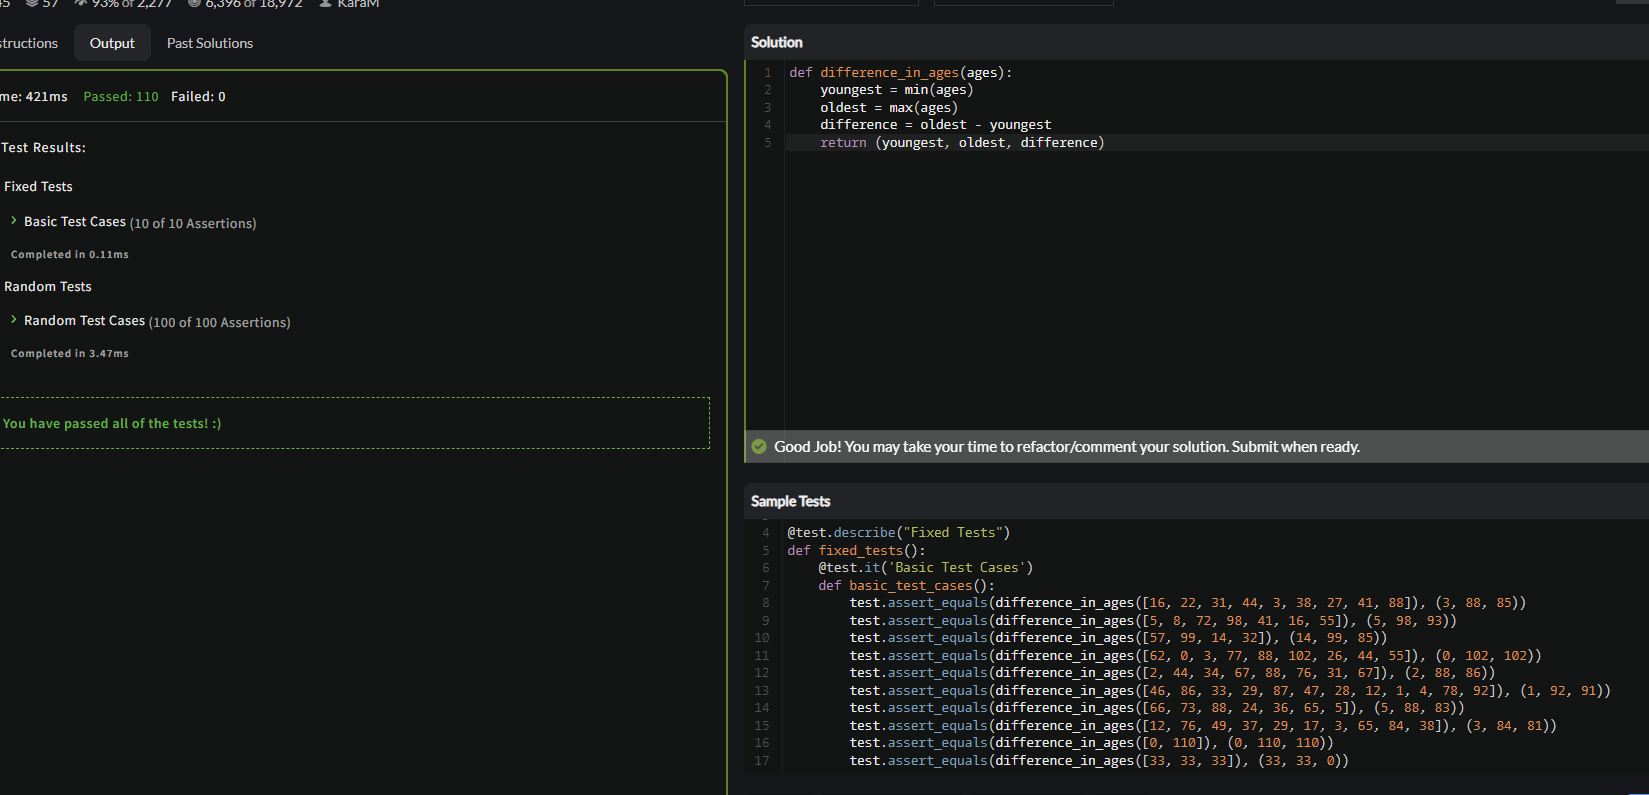 45 57 93% of 2,277 6,396 of 18,972 KaraM
structions Output Past Solutions
me: 421ms Passed: 110 Failed: 0
Test Results:
Fixed Tests
Basic Test Cases (10 of 10 Assertions)
Completed in 0.11ms
Random Tests
Random Test Cases (100 of 100 Assertions)
Completed in 3.47ms
You have passed all of the tests! :)
Solution
1 def difference_in_ages(ages):
2 youngest = min(ages)
3 oldest = max(ages)
4 difference = oldest - youngest
5 return (youngest, oldest, difference)
Good Job! You may take your time to refactor/comment your solution. Submit when ready.
Sample Tests
4 @test.describe("Fixed Tests")
5 def fixed_tests():
6 @test.it('Basic Test Cases')
7 def basic_test_cases():
8 test.assert_equals(difference_in_ages([16, 22, 31, 44, 3, 38, 27, 41, 88]), (3, 88, 85))
9 test.assert_equals(difference_in_ages([5, 8, 72, 98, 41, 16, 55]), (5, 98, 93))
10 test.assert_equals(difference_in_ages([57, 99, 14, 32]), (14, 99, 85))
11 test.assert_equals(difference_in_ages([62, 0, 3, 77, 88, 102, 26, 44, 55]), (0, 102, 102))
12 test.assert_equals(difference_in_ages([2, 44, 34, 67, 88, 76, 31, 67]), (2, 88, 86))
13 test.assert_equals(difference_in_ages([46, 86, 33, 29, 87, 47, 28, 12, 1, 4, 78, 92]), (1, 92, 91))
14 test.assert_equals(difference_in_ages([66, 73, 88, 24, 36, 65, 5]), (5, 88, 83))
15 test.assert_equals(difference_in_ages([12, 76, 49, 37, 29, 17, 3, 65, 84, 38]), (3, 84, 81))
16 test.assert_equals(difference_in_ages([0, 110]), (0, 110, 110))
17 test.assert_equals(difference_in_ages([33, 33, 33]), (33, 33, 0))